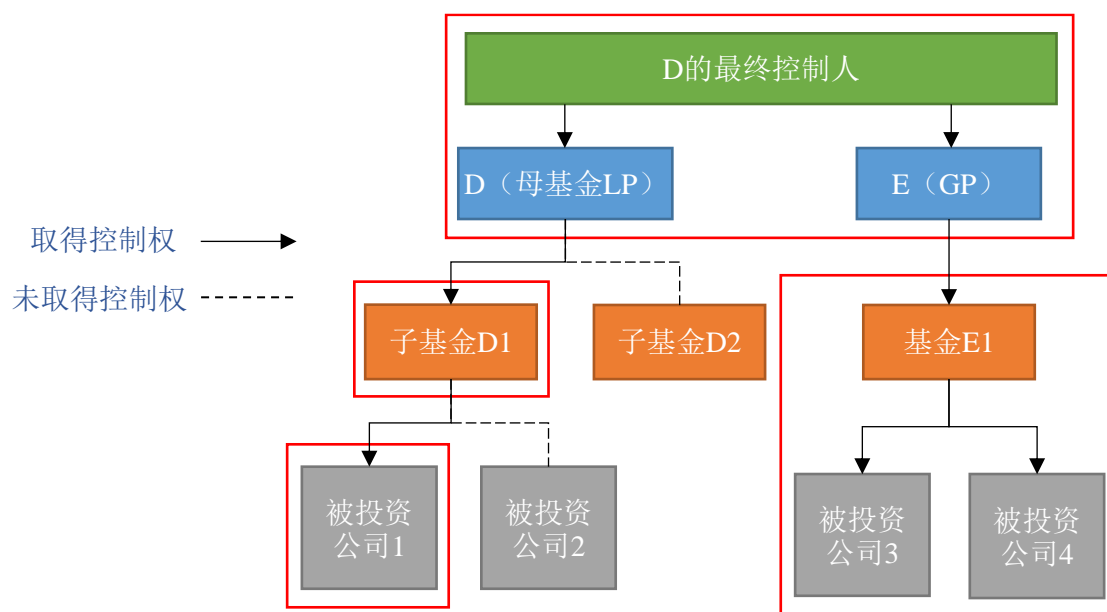 D的最终控制人
D（母基金LP）
E（GP）
取得控制权
未取得控制权
子基金D1
子基金D2
基金E1
被投资
公司1
被投资
公司2
被投资
公司3
被投资
公司4